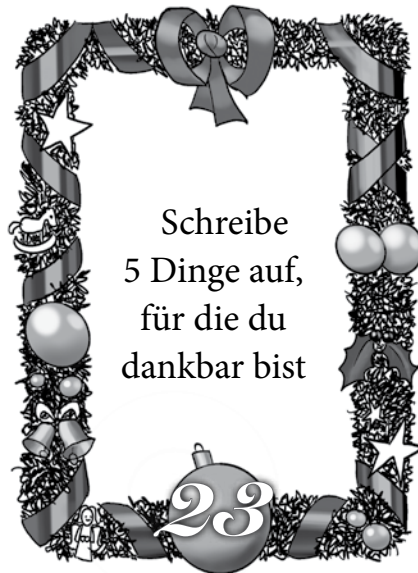 Schreibe
5 Dinge auf,
für die du
dankbar bist
23